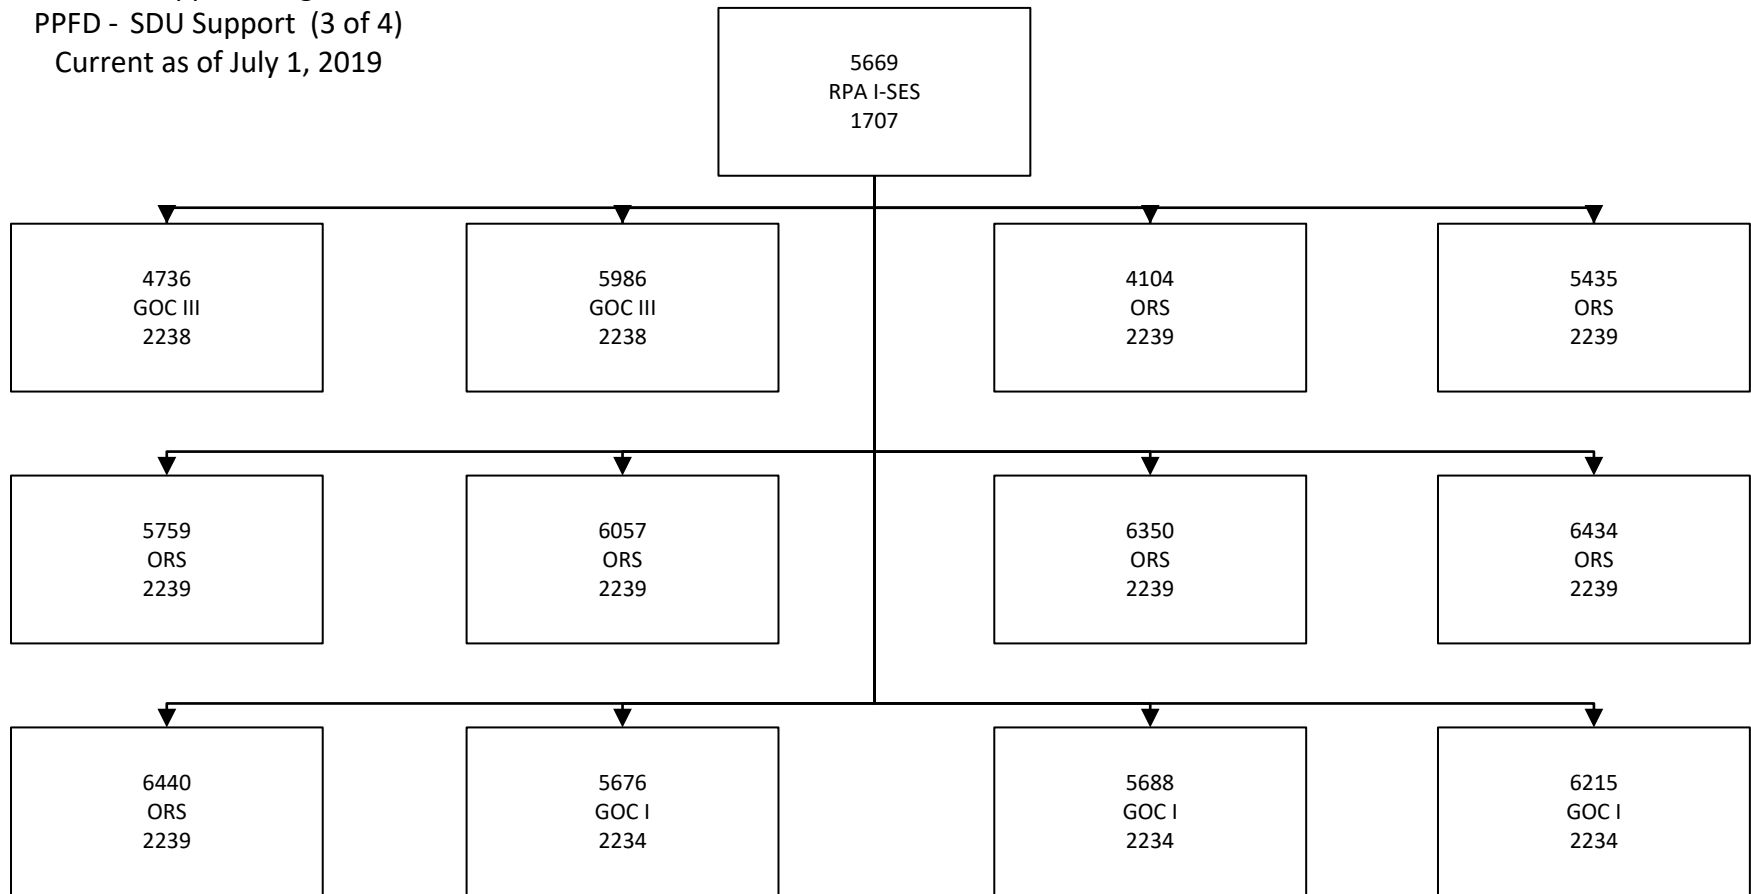 PPFD - SDU Support (3 of 4)
Current as of July 1, 2019
5669
RPA I-SES
1707
4736
GOC III
2238
5986
GOC III
2238
4104
ORS
2239
5435
ORS
2239
5759
ORS
2239
6057
ORS
2239
6350
ORS
2239
6434
ORS
2239
6440
ORS
2239
5676
GOC I
2234
5688
GOC I
2234
6215
GOC I
2234